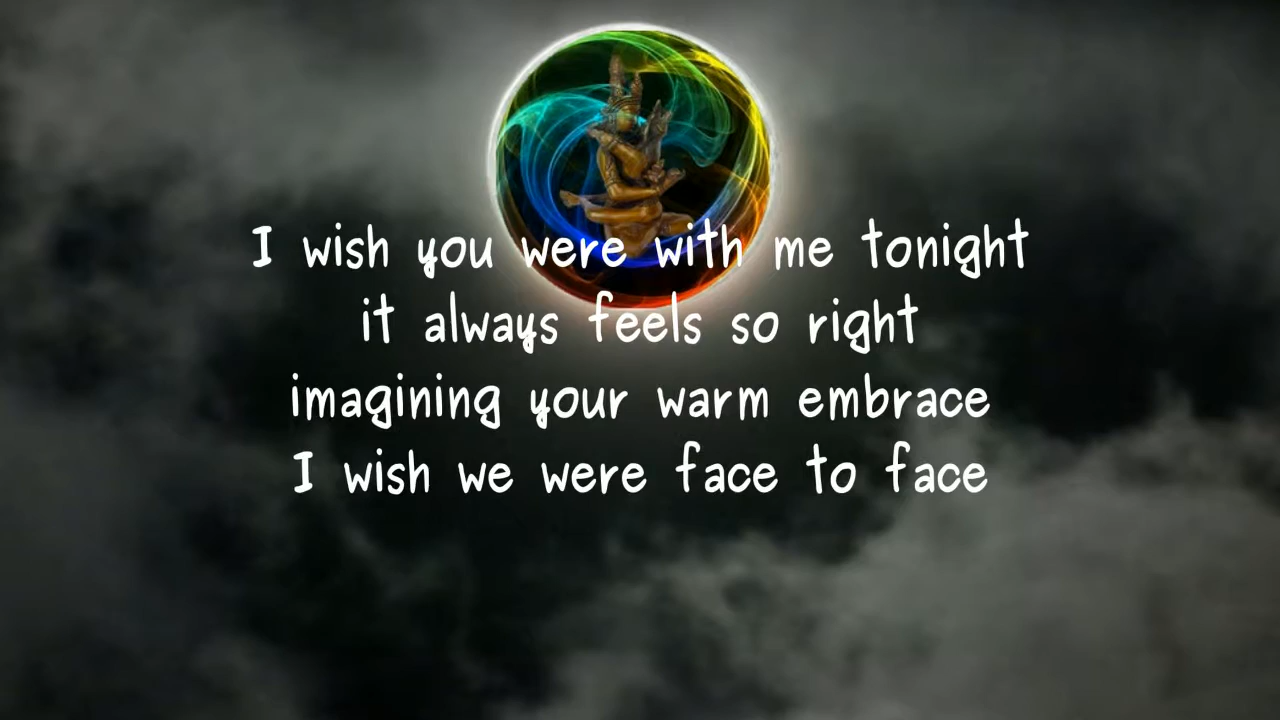 I wish you were with me tonight
it always feels so right
imagining your warm embrace
I wish we were face to face